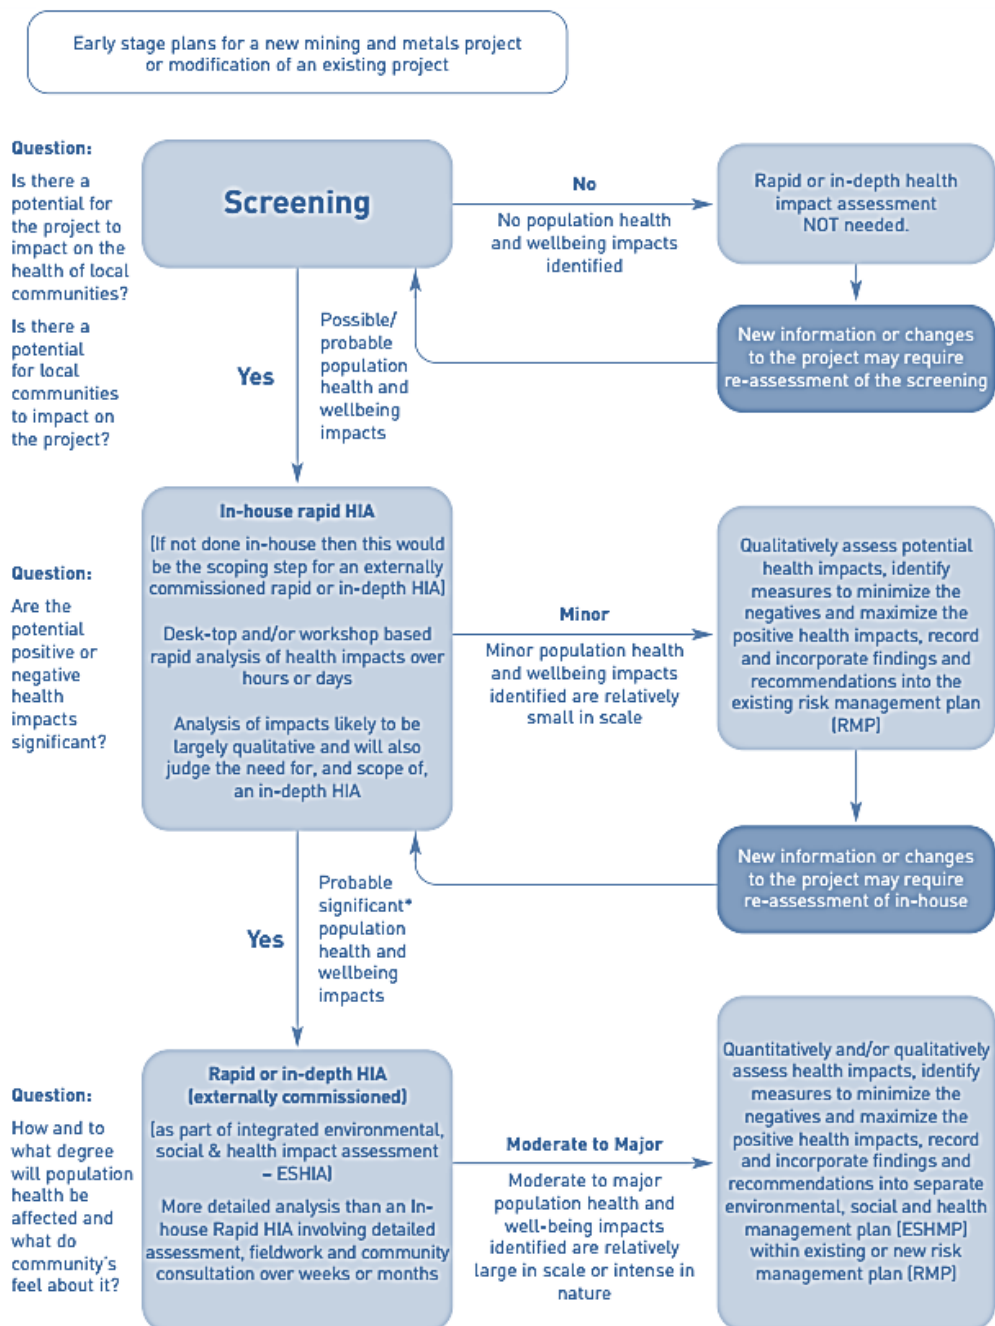 Early stage plans for a new mining and metals project
or modification of an existing project
Question:
Is there a
potential for
the project to
impact on the
health of local
communities?
Is there a
potential
for local
communities
to impact on
the project?
Screening
No
No population health
and wellbeing impacts
identified
Rapid or in-depth health
impact assessment
NOT needed.
New information or changes
to the project may require
re-assessment of the screening
Yes
Possible/
probable
population
health and
wellbeing
impacts
Question:
Are the
potential
positive or
negative
health
impacts
significant?
In-house rapid HIA
(If not done in-house then this would
be the scoping step for an externally
commissioned rapid or in-depth HIA)
Desk-top and/or workshop based
rapid analysis of health impacts over
hours or days
Analysis of impacts likely to be
largely qualitative and will also
judge the need for, and scope of,
an in-depth HIA
Minor
Minor population health
and wellbeing impacts
identified are relatively
small in scale
Qualitatively assess potential
health impacts, identify
measures to minimize the
negatives and maximize the
positive health impacts, record
and incorporate findings and
recommendations into the
existing risk management plan
(RMP)
New information or changes
to the project may require
re-assessment of in-house
Yes
Probable
significant*
population
health and
wellbeing
impacts
Question:
How and to
what degree
will population
health be
affected and
what do
community's
feel about it?
Rapid or in-depth HIA
(externally commissioned)
(as part of integrated environmental,
social & health impact assessment
– ESHIA)
More detailed analysis than an In-
house Rapid HIA involving detailed
assessment, fieldwork and community
consultation over weeks or months
Moderate to Major
Moderate to major
population health and
well-being impacts
identified are relatively
large in scale or intense in
nature
Quantitatively and/or qualitatively
assess health impacts, identify
measures to minimize the
negatives and maximize the
positive health impacts, record
and incorporate findings and
recommendations into separate
environmental, social and health
management plan (ESHMP)
within existing or new risk
management plan (RMP)